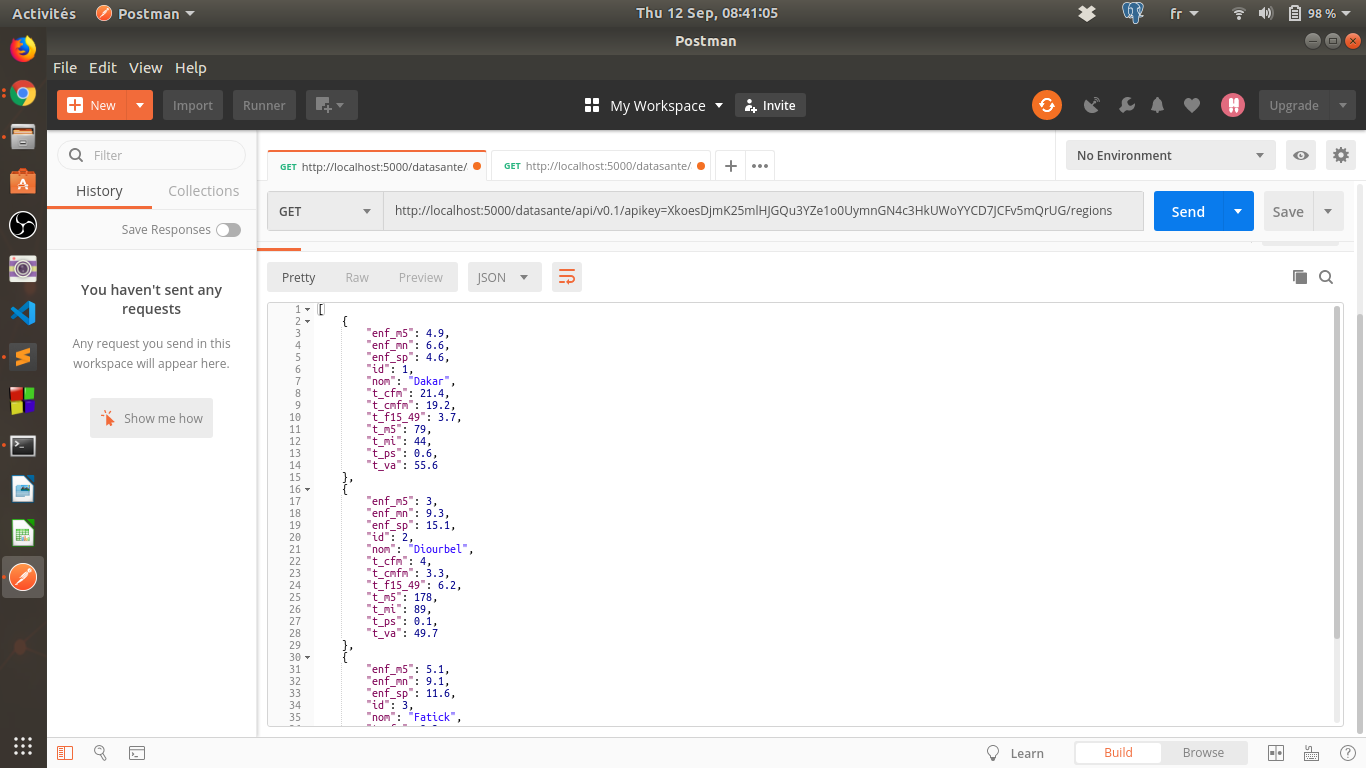 Activités Postman Thu 12 Sep, 08:41:05 fr 98 %
Postman
File Edit View Help
New Import Runner My Workspace Invite Upgrade
Filter
History Collections
Save Responses
You haven't sent any
requests
Any request you send in this
workspace will appear here.
Show me how
GET http://localhost:5000/datasante/ GET http://localhost:5000/datasante/ No Environment
GET http://localhost:5000/datasante/api/v0.1/apikey=XkoesDjmK25mlHJGQu3YZe1o0UymnGN4c3HkUWoYYCD7JCFv5mQrUG/regions Send Save
Pretty Raw Preview JSON
1 [
2 {
3 "enf_m5": 4.9,
4 "enf_mn": 6.6,
5 "enf_sp": 4.6,
6 "id": 1,
7 "nom": "Dakar",
8 "t_cfm": 21.4,
9 "t_cmfm": 19.2,
10 "t_f15_49": 3.7,
11 "t_m5": 79,
12 "t_mi": 44,
13 "t_ps": 0.6,
14 "t_va": 55.6
15 },
16 {
17 "enf_m5": 3,
18 "enf_mn": 9.3,
19 "enf_sp": 15.1,
20 "id": 2,
21 "nom": "Diourbel",
22 "t_cfm": 4,
23 "t_cmfm": 3.3,
24 "t_f15_49": 6.2,
25 "t_m5": 178,
26 "t_mi": 89,
27 "t_ps": 0.1,
28 "t_va": 49.7
29 },
30 {
31 "enf_m5": 5.1,
32 "enf_mn": 9.1,
33 "enf_sp": 11.6,
34 "id": 3,
35 "nom": "Fatick",
Learn Build Browse